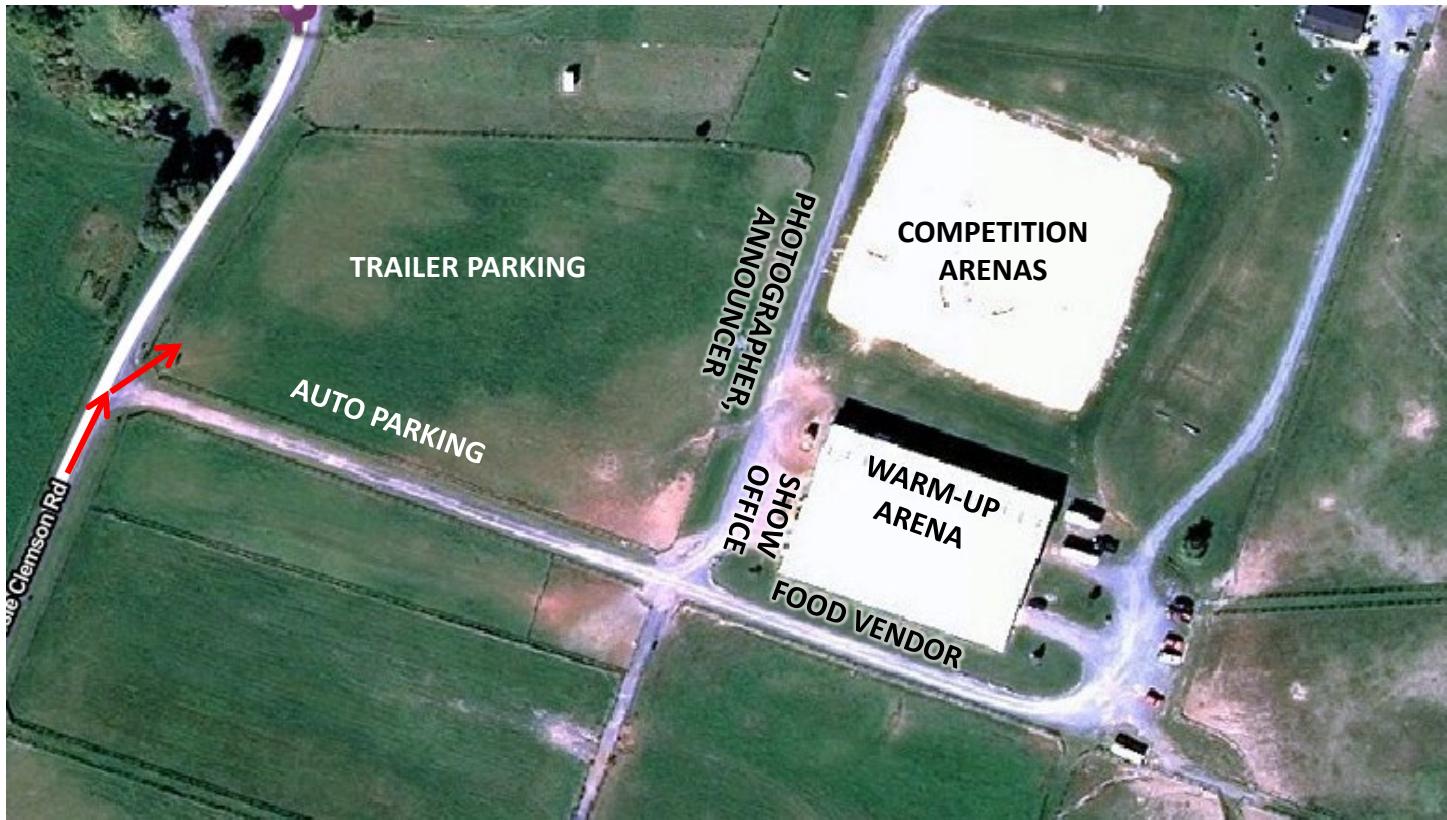 TRAILER PARKING
COMPETITION
ARENAS
PHOTOGRAPHER,
ANNOUNCER
AUTO PARKING
WARM-UP
ARENA
SHOW
OFFICE
FOOD VENDOR
Clemson Rd